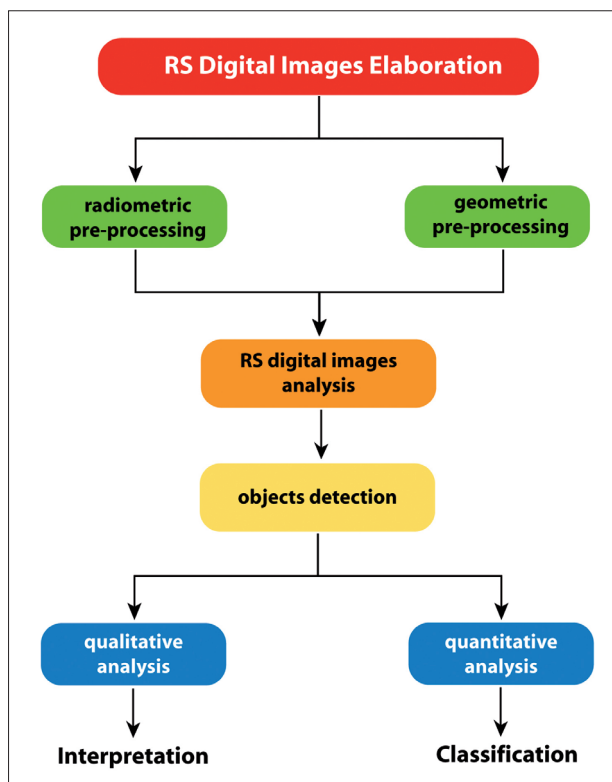 RS Digital Images Elaboration
radiometric
pre-processing
geometric
pre-processing
RS digital images
analysis
objects detection
qualitative
analysis
quantitative
analysis
Interpretation
Classification